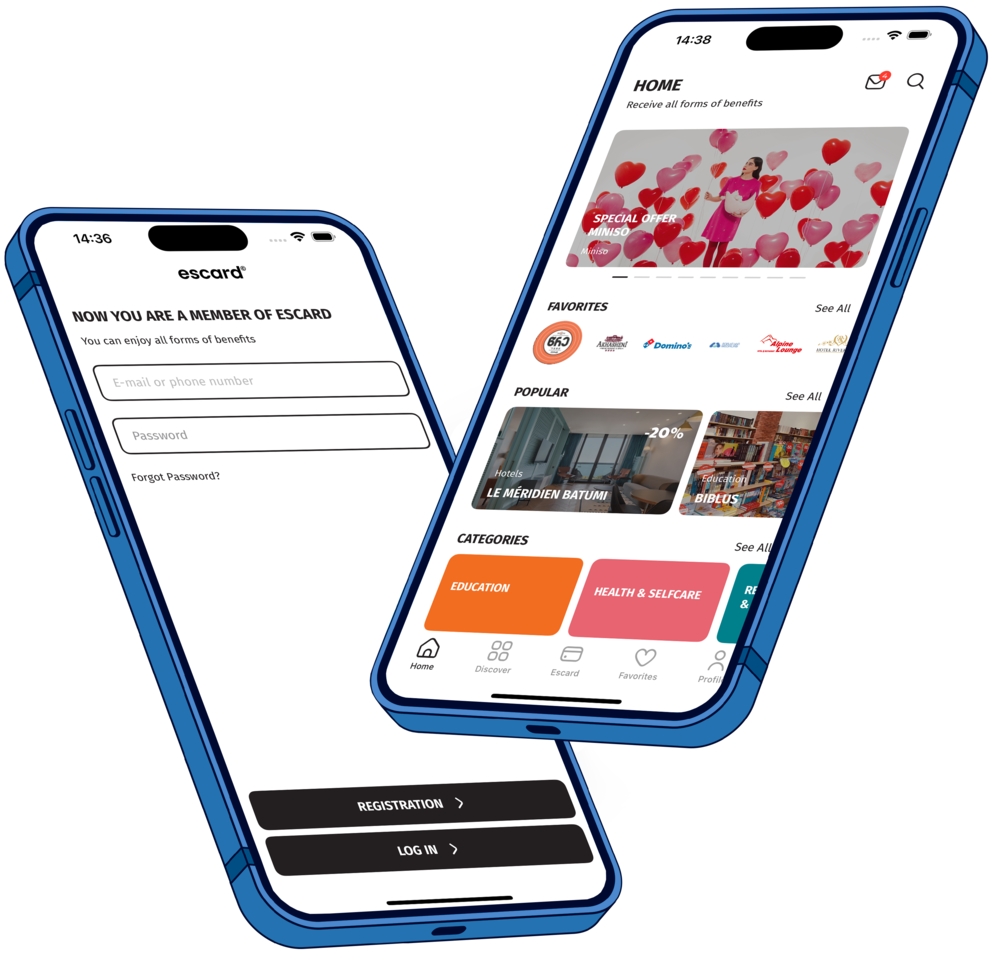 14:36
escard®
NOW YOU ARE A MEMBER OF ESCARD
You can enjoy all forms of benefits
E-mail or phone number
Password
Forgot Password?
REGISTRATION
LOG IN
14:38
HOME
Receive all forms of benefits
SPECIAL OFFER
MINISO
Miniso
FAVORITES
See All
Domino's
Alpine
Lounge
POPULAR
See All
-20%
Hotels
LE MÉRIDIEN BATUMI
Education
BIBLUS
CATEGORIES
See All
EDUCATION
HEALTH & SELFCARE
RE
&
Home
Discover
Escard
Favorites
Profile